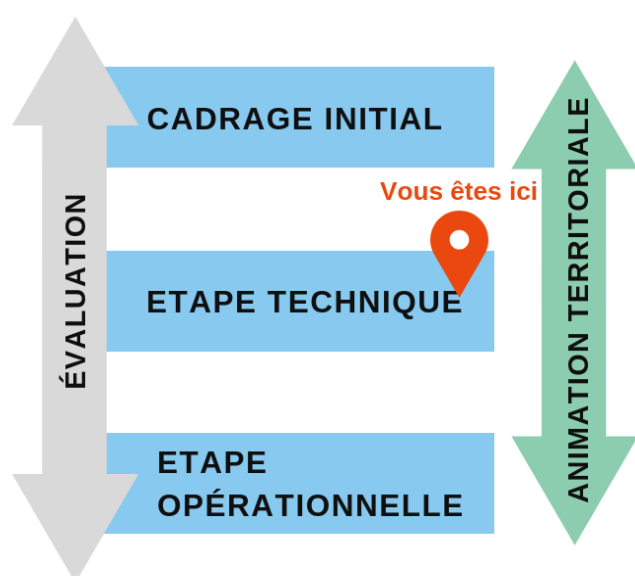 CADRAGE INITIAL
Vous êtes ici
ETAPE TECHNIQUE
ETAPE
OPÉRATIONNELLE
ÉVALUATION
ANIMATION TERRITORIALE